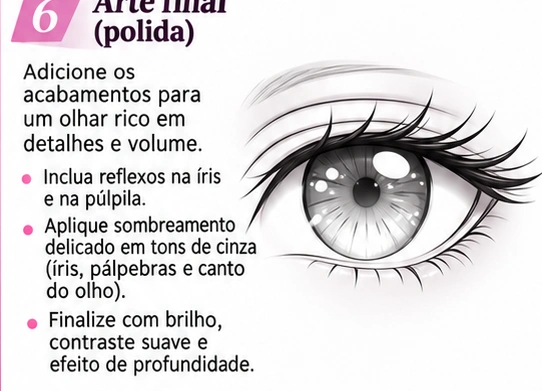 6
Arte final
(polida)
Adicione os
acabamentos para
um olhar rico em
detalhes e volume.
Inclua reflexos na íris
e na púlpila.
Aplique sombreamento
delicado em tons de cinza
(íris, pálpebras e canto
do olho).
Finalize com brilho,
contraste suave e
efeito de profundidade.